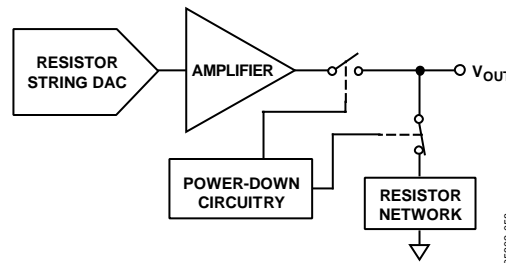 RESISTOR
STRING DAC
AMPLIFIER
VOUT
POWER-DOWN
CIRCUITRY
RESISTOR
NETWORK